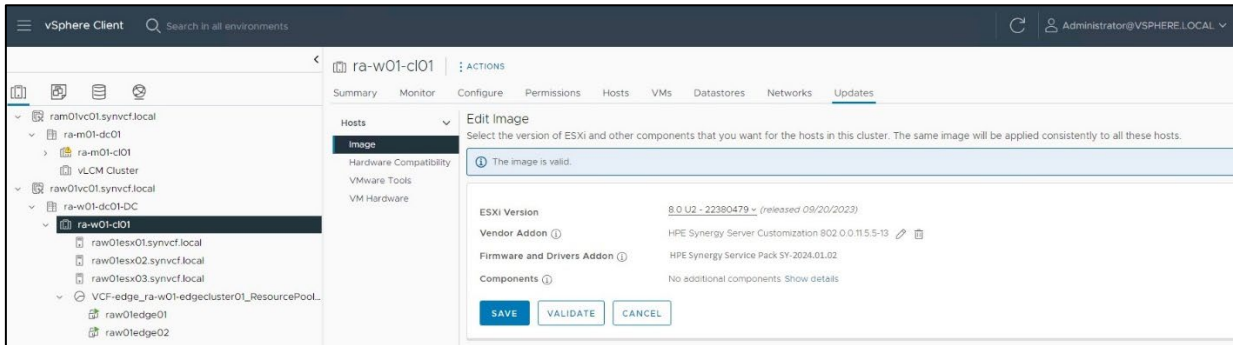 vSphere Client Search in all environments Administrator@VSPHERE.LOCAL
ra-w01-cl01 ACTIONS
Summary Monitor Configure Permissions Hosts VMs Datastores Networks Updates
ram01vc01.synvcf.local
ra-m01-dc01
ra-m01-cl01
vLCM Cluster
raw01vc01.synvcf.local
ra-w01-dc01-DC
ra-w01-cl01
raw01esx01.synvcf.local
raw01esx02.synvcf.local
raw01esx03.synvcf.local
VCF-edge_ra-w01-edgecluster01_ResourcePool...
raw01edge01
raw01edge02
Hosts
Image
Hardware Compatibility
VMware Tools
VM Hardware
Edit Image
Select the version of ESXi and other components that you want for the hosts in this cluster. The same image will be applied consistently to all these hosts.
The image is valid.
ESXi Version 8.0 U2 - 22380479 (released 09/20/2023)
Vendor Addon HPE Synergy Server Customization 802.0.0.11.5.5-13
Firmware and Drivers Addon HPE Synergy Service Pack SY-2024.01.02
Components No additional components Show details
SAVE VALIDATE CANCEL